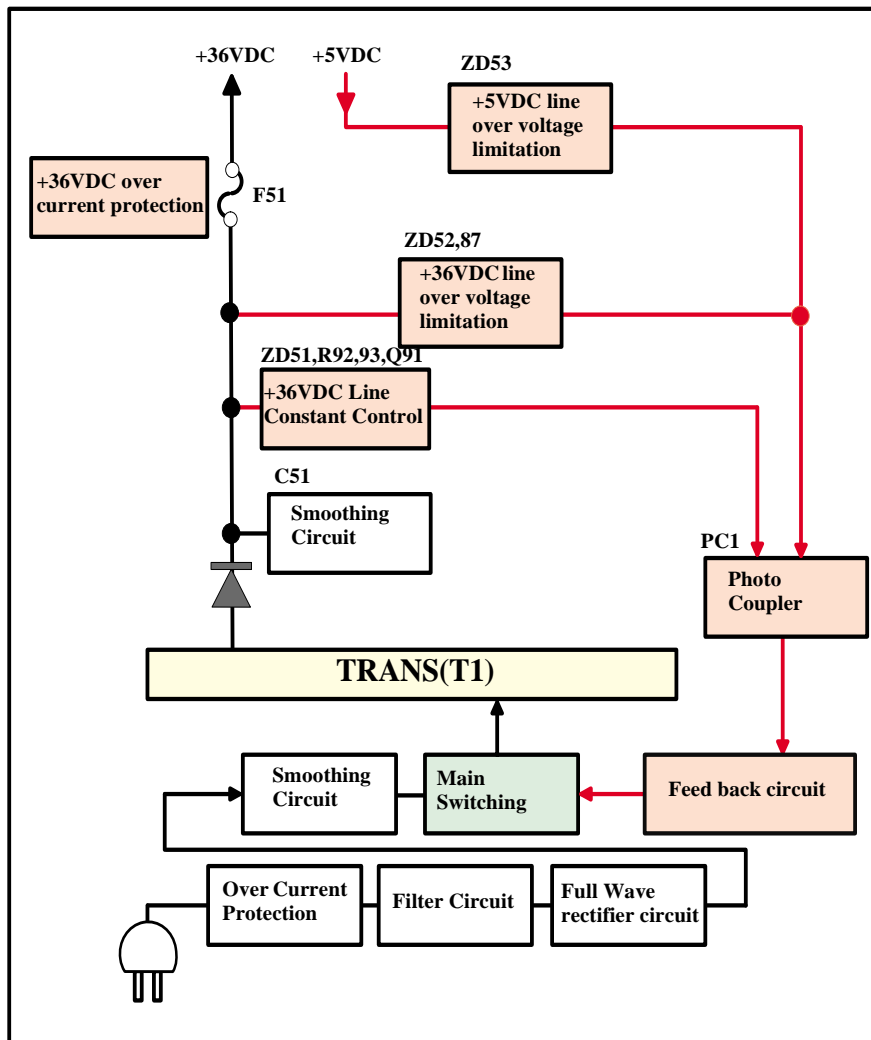 +36VDC
+5VDC
ZD53
+5VDC line
over voltage
limitation
+36VDC over
current protection
F51
ZD52,87
+36VDC line
over voltage
limitation
ZD51,R92,93,Q91
+36VDC Line
Constant Control
C51
Smoothing
Circuit
PC1
Photo
Coupler
TRANS(T1)
Smoothing
Circuit
Main
Switching
Feed back circuit
Over Current
Protection
Filter Circuit
Full Wave
rectifier circuit